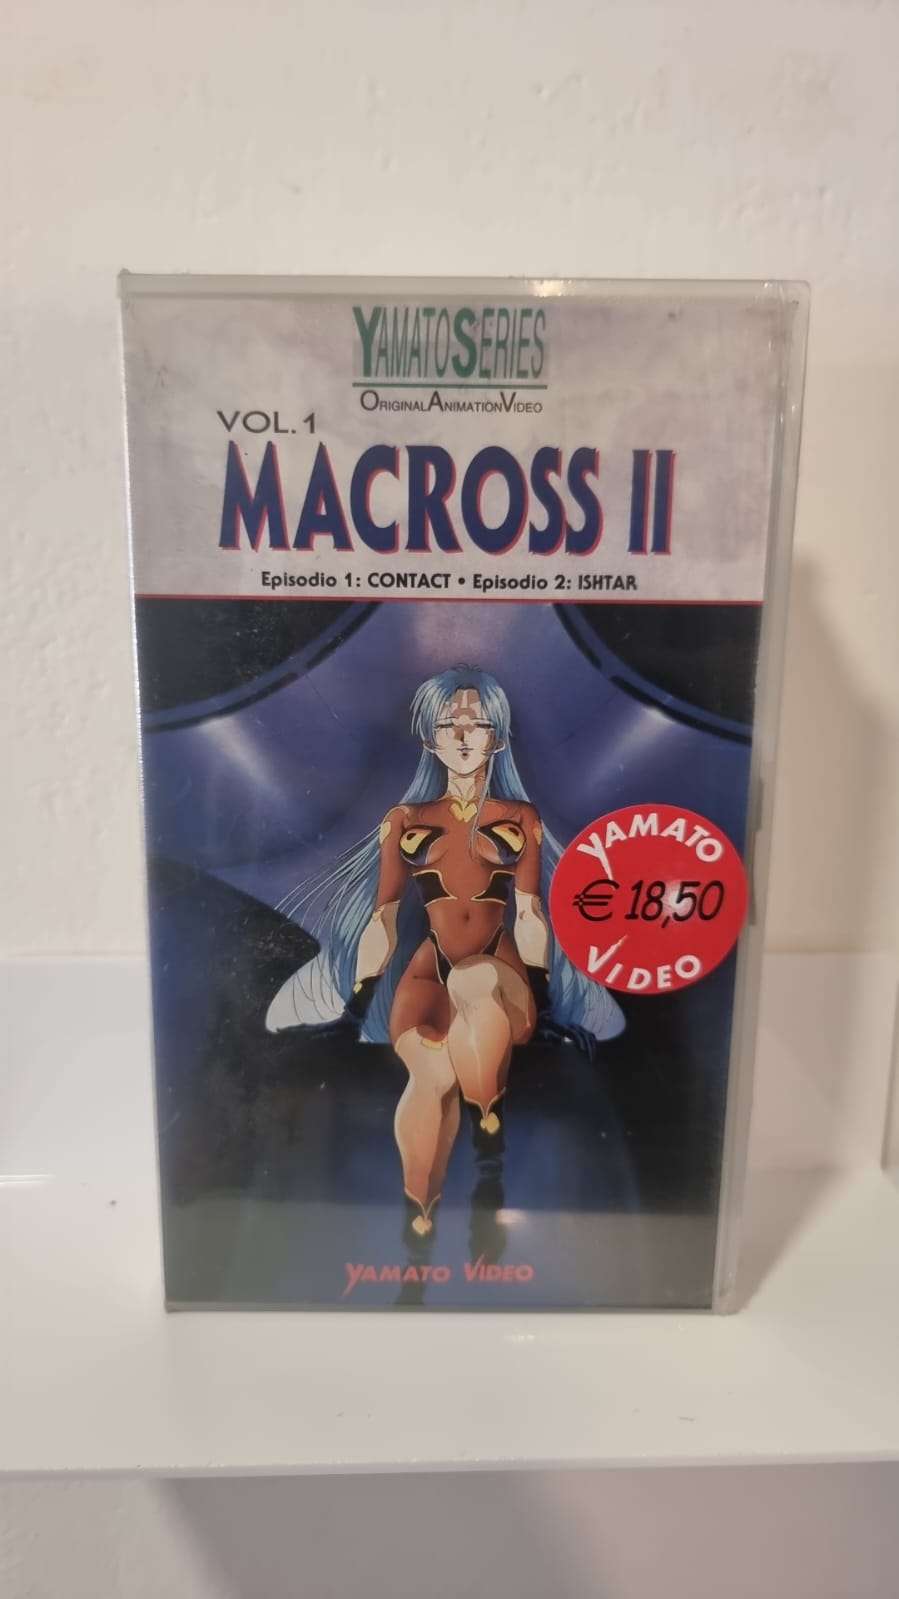 YAMATOSERIES
ORIGINALANIMATIONVIDEO
VOL.1
MACROSS II
Episodio 1: CONTACT • Episodio 2: ISHTAR
YAMATO
€ 18,50
VIDEO
YAMATO VIDEO